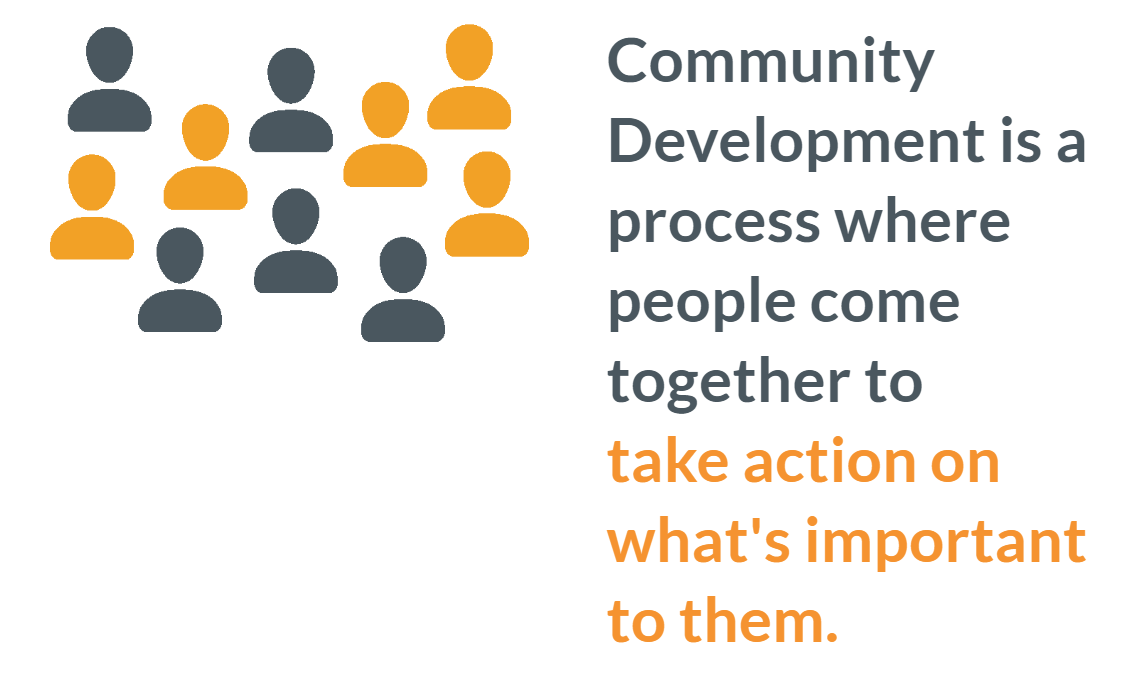 Community
Development is a
process where
people come
together to
take action on
what's important
to them.